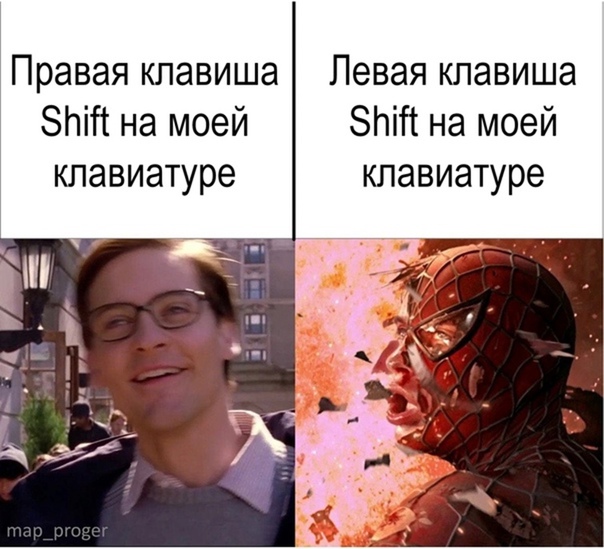 Правая клавиша
Shift на моей
клавиатуре
Левая клавиша
Shift на моей
клавиатуре
map_proger